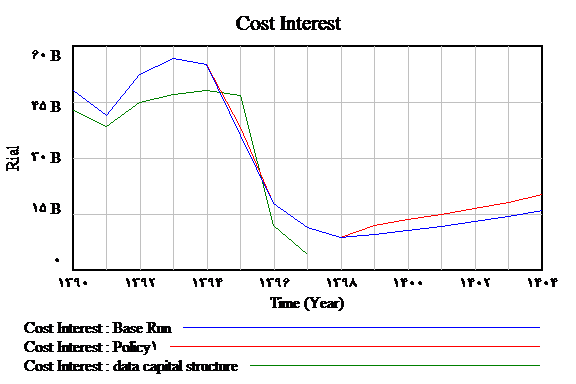 Cost Interest
۶۰ B
۴۵ B
۳۰ B
۱۵ B
۰
Rial
۱۳۹۰ ۱۳۹۲ ۱۳۹۴ ۱۳۹۶ ۱۳۹۸ ۱۴۰۰ ۱۴۰۲ ۱۴۰۴
Time (Year)
Cost Interest : Base Run
Cost Interest : Policy۱
Cost Interest : data capital structure